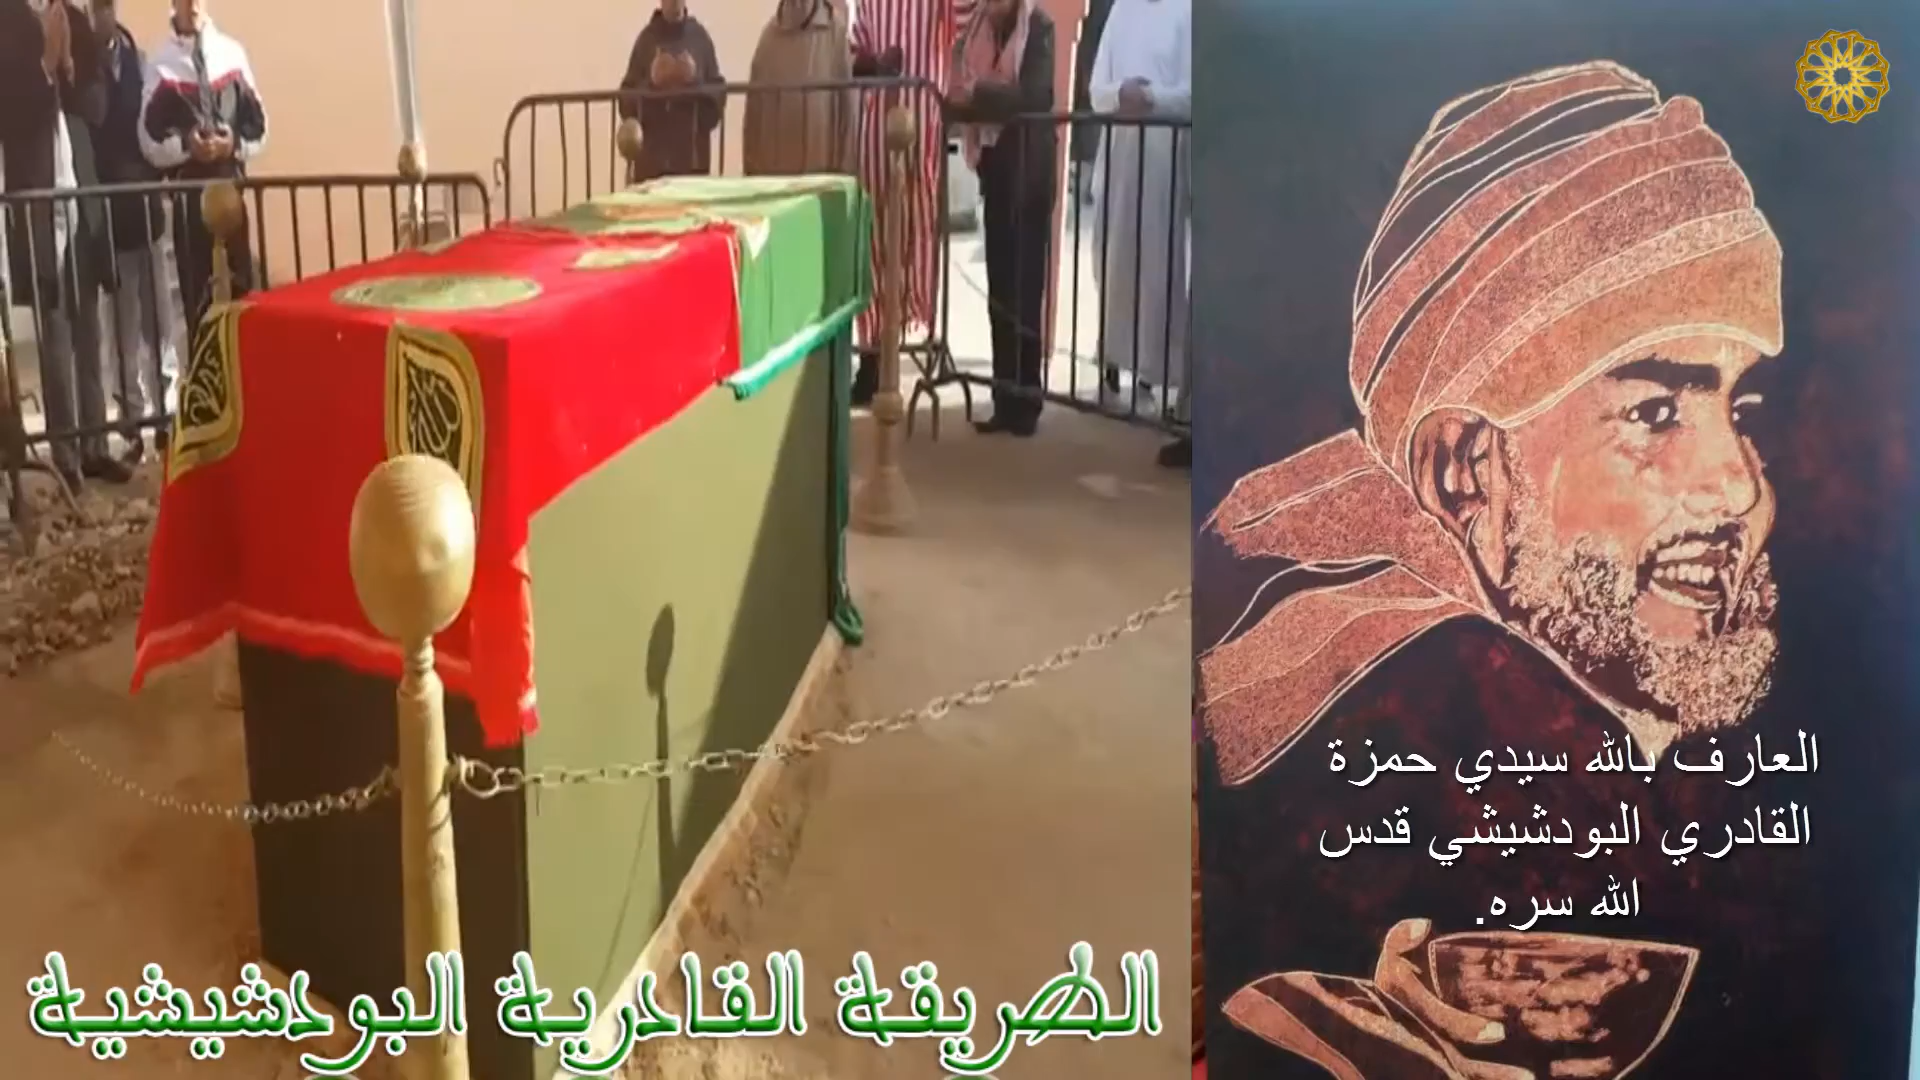 العارف بالله سيدي حمزة
القادري البودشيشي قدس
الله سره.
الطريقة القادرية البودشيشية